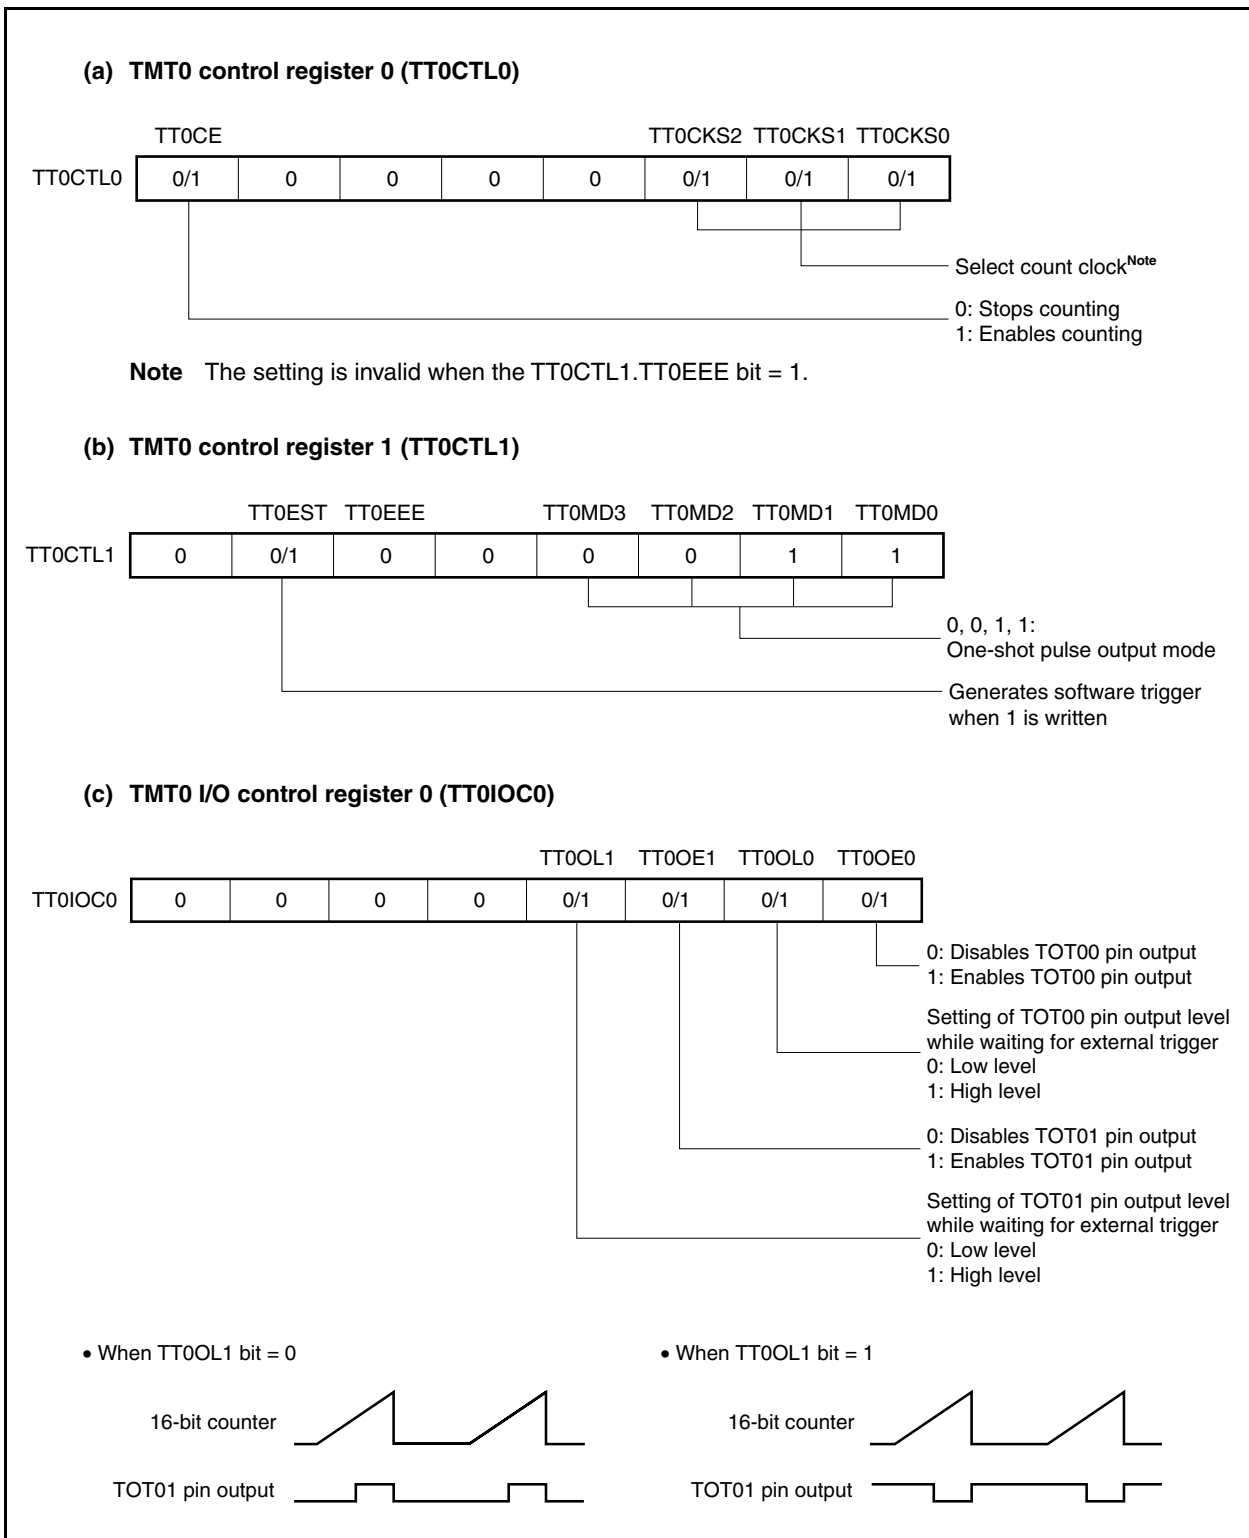 (a) TMT0 control register 0 (TT0CTL0)
TT0CE TT0CKS2 TT0CKS1 TT0CKS0
TT0CTL0 0/1 0 0 0 0 0/1 0/1 0/1
Select count clockNote
0: Stops counting
1: Enables counting
Note The setting is invalid when the TT0CTL1.TT0EEE bit = 1.
(b) TMT0 control register 1 (TT0CTL1)
TT0EST TT0EEE TT0MD3 TT0MD2 TT0MD1 TT0MD0
TT0CTL1 0 0/1 0 0 0 0 1 1
0, 0, 1, 1:
One-shot pulse output mode
Generates software trigger
when 1 is written
(c) TMT0 I/O control register 0 (TT0IOC0)
TT0OL1 TT0OE1 TT0OL0 TT0OE0
TT0IOC0 0 0 0 0 0/1 0/1 0/1 0/1
0: Disables TOT00 pin output
1: Enables TOT00 pin output
Setting of TOT00 pin output level
while waiting for external trigger
0: Low level
1: High level
0: Disables TOT01 pin output
1: Enables TOT01 pin output
Setting of TOT01 pin output level
while waiting for external trigger
0: Low level
1: High level
• When TT0OL1 bit = 0
16-bit counter
TOT01 pin output
• When TT0OL1 bit = 1
16-bit counter
TOT01 pin output